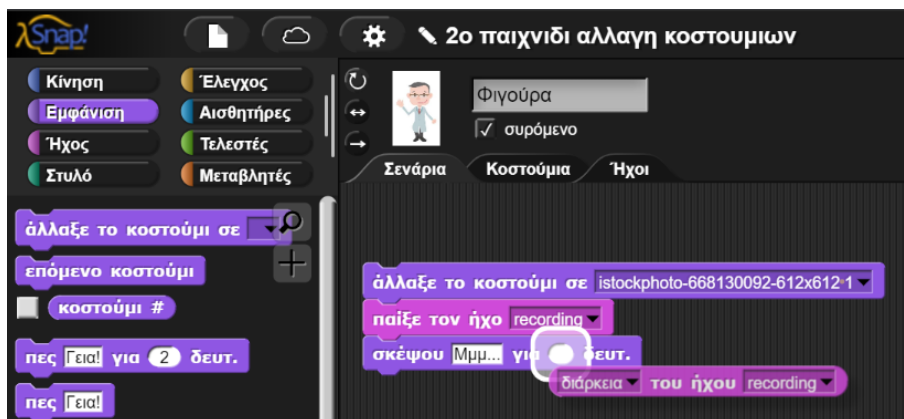 λSnap!
2ο παιχνιδι αλλαγη κοστουμιων
Κίνηση
Έλεγχος
Εμφάνιση
Αισθητήρες
Ήχος
Τελεστές
Στυλό
Μεταβλητές
Φιγούρα
συρόμενο
Σενάρια Κοστούμια Ήχοι
άλλαξε το κοστούμι σε
επόμενο κοστούμι
κοστούμι #
πες Γεια! για 2 δευτ.
πες Γεια!
άλλαξε το κοστούμι σε istockphoto-668130092-612x612-1
παίξε τον ήχο recording
σκέψου Μμμ... για δευτ.
διάρκεια του ήχου recording